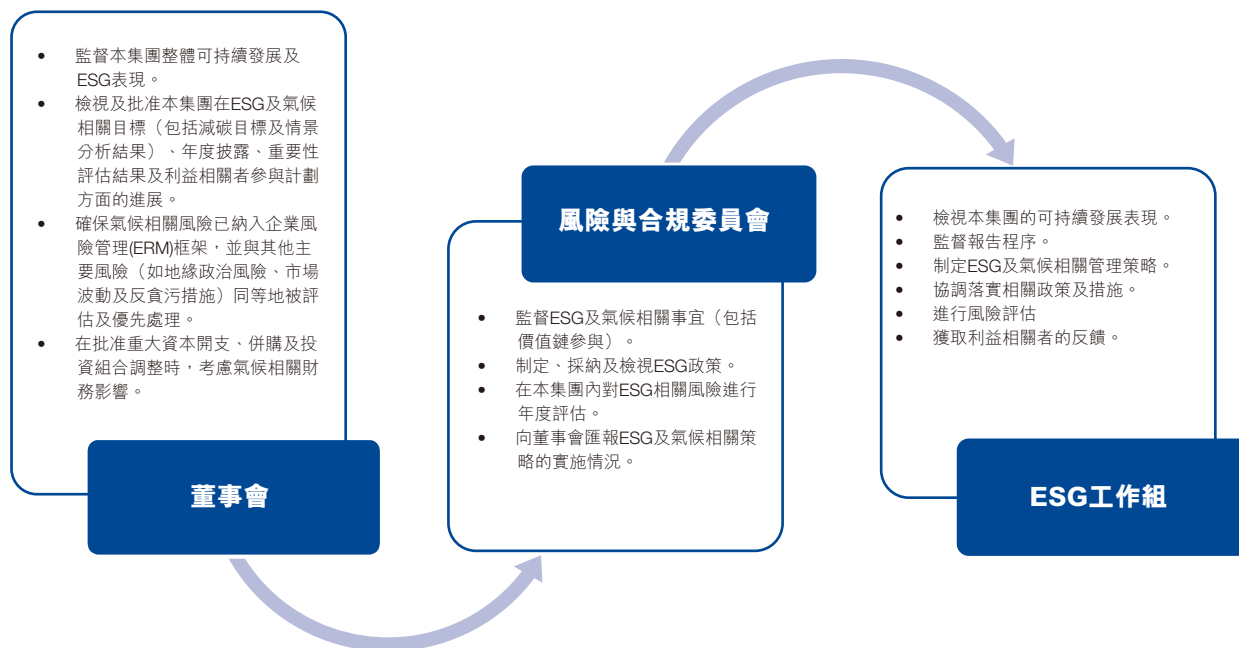 • 監督本集團整體可持續發展及
ESG表現。
• 檢視及批准本集團在ESG及氣候
相關目標（包括減碳目標及情景
分析結果）、年度披露、重要性
評估結果及利益相關者參與計劃
方面的進展。
• 確保氣候相關風險已納入企業風
險管理(ERM)框架，並與其他主
要風險（如地緣政治風險、市場
波動及反貪污措施）同等地被評
估及優先處理。
• 在批准重大資本開支、併購及投
資組合調整時，考慮氣候相關財
務影響。
董事會
風險與合規委員會
• 監督ESG及氣候相關事宜（包括
價值鏈參與）。
• 制定、採納及檢視ESG政策。
• 在本集團內對ESG相關風險進行
年度評估。
• 向董事會匯報ESG及氣候相關策
略的實施情況。
• 檢視本集團的可持續發展表現。
• 監督報告程序。
• 制定ESG及氣候相關管理策略。
• 協調落實相關政策及措施。
• 進行風險評估
• 獲取利益相關者的反饋。
ESG工作組